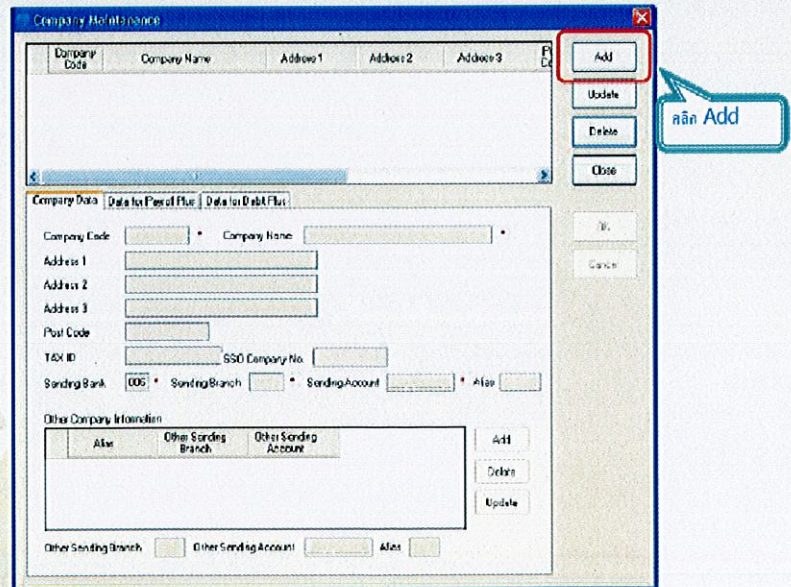 Company Maintenance
Company Code
Company Name
Address 1
Address 2
Address 3
Add
Update
Delete
Close
คลิก Add
Company Data
Data for Payroll Plus
Data for Debt Plus
Company Code * Company Name *
Address 1
Address 2
Address 3
Post Code
TAX ID SSO Company No.
Sending Bank 006 * Sending Branch * Sending Account * Alias
OK
Cancel
Other Company Information
Alias
Other Sending Branch
Other Sending Account
Add
Delete
Update
Other Sending Branch Other Sending Account Alias